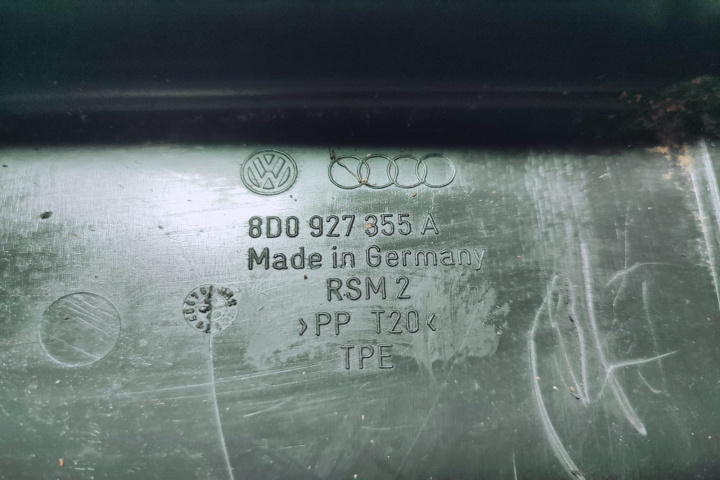 8D0 927 355 A
Made in Germany
RSM 2
>PP T20<
TPE